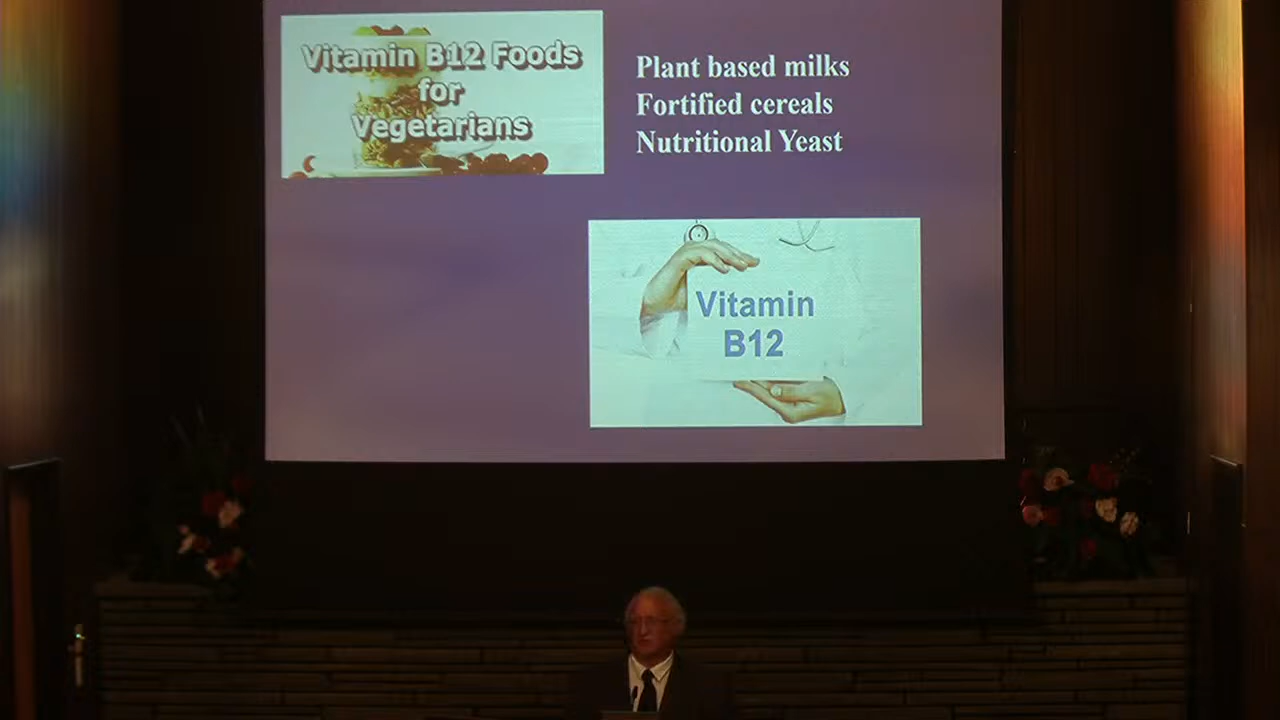 Vitamin B12 Foods
for
Vegetarians
Plant based milks
Fortified cereals
Nutritional Yeast
Vitamin
B12